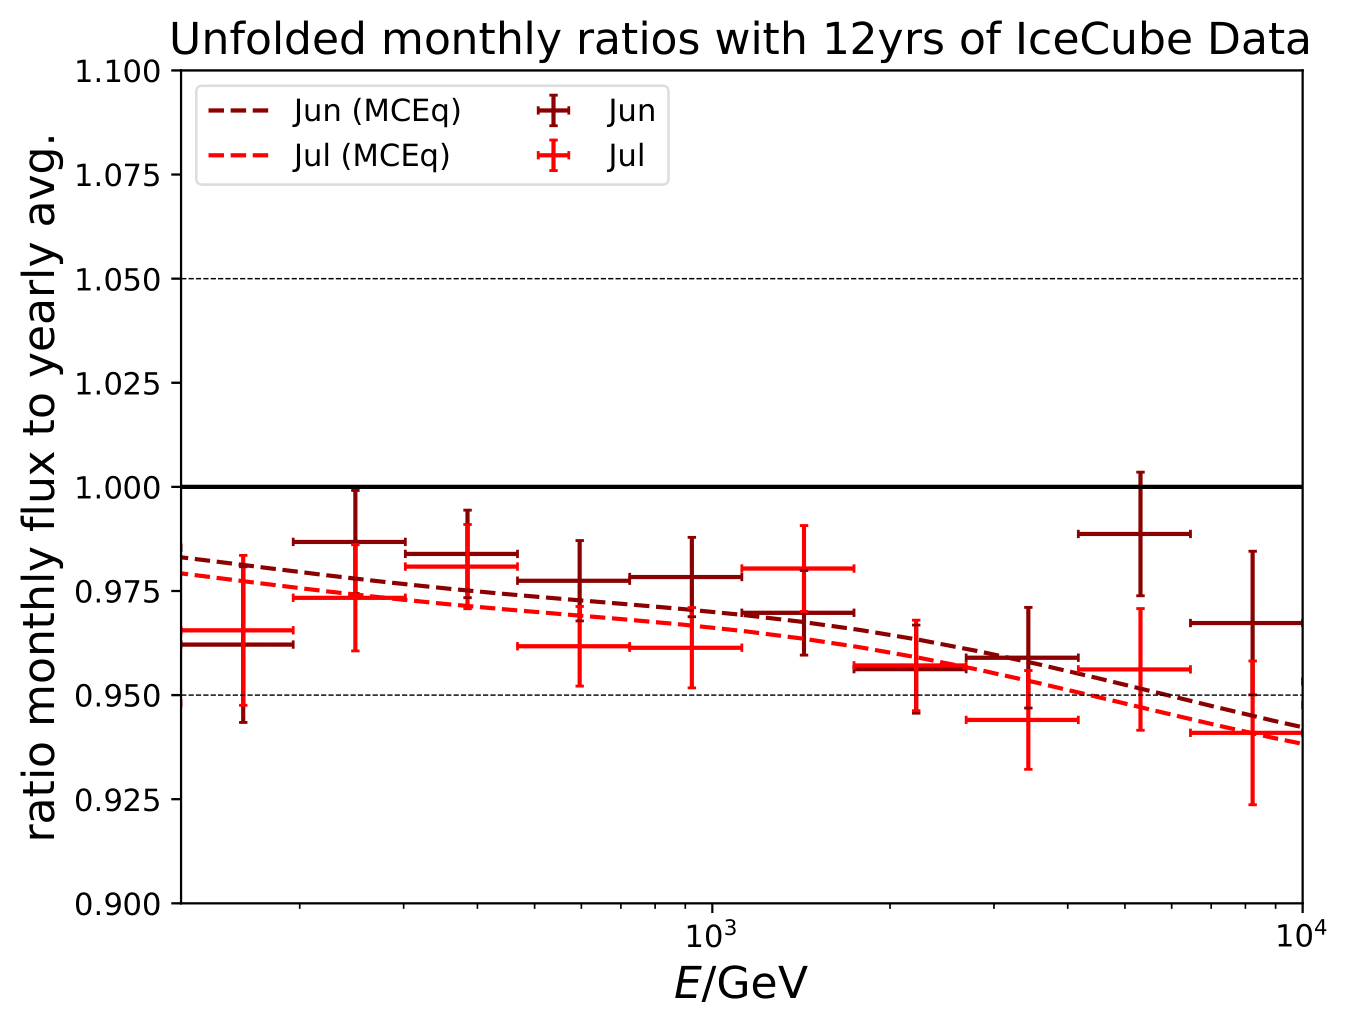 Unfolded monthly ratios with 12yrs of IceCube Data
ratio monthly flux to yearly avg.
1.100
1.075
1.050
1.025
1.000
0.975
0.950
0.925
0.900
Jun (MCEq) Jun
Jul (MCEq) Jul
10³ 10⁴
E/GeV